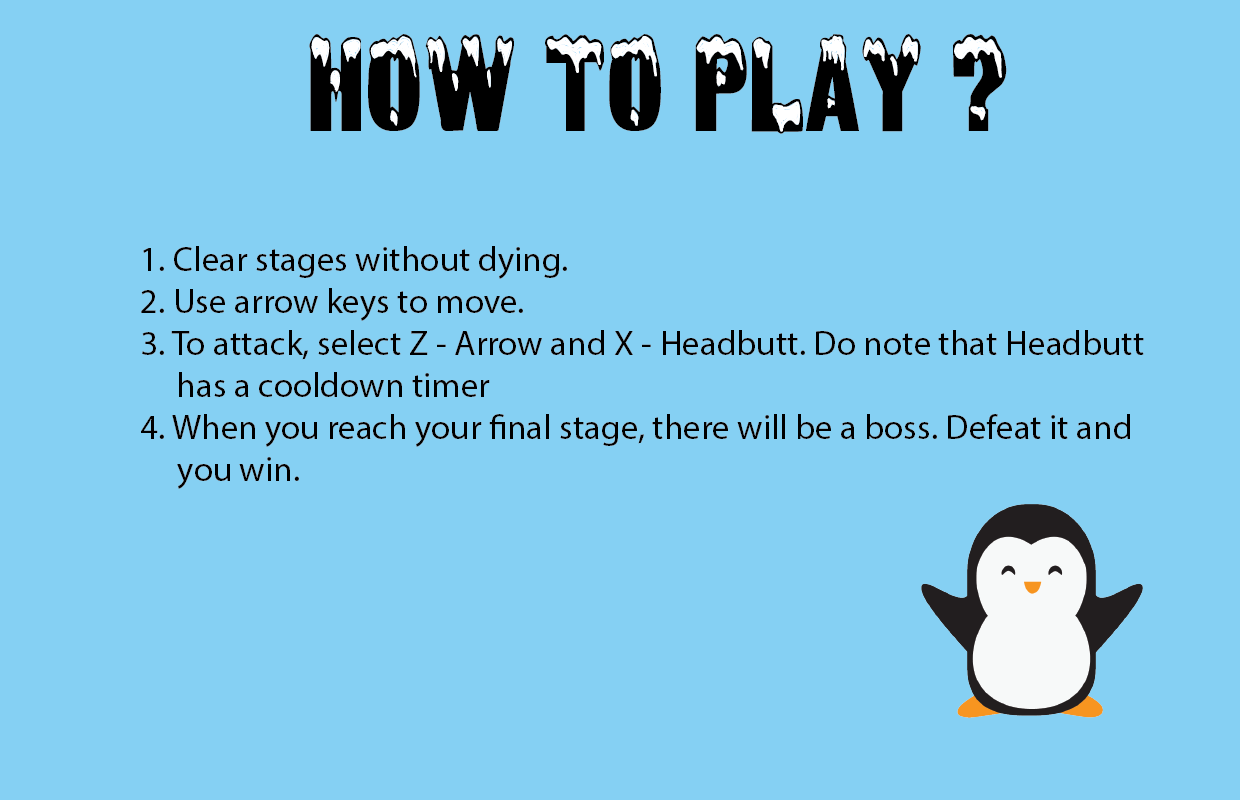 HOW TO PLAY ?
1. Clear stages without dying.
2. Use arrow keys to move.
3. To attack, select Z - Arrow and X - Headbutt. Do note that Headbutt
has a cooldown timer
4. When you reach your final stage, there will be a boss. Defeat it and
you win.